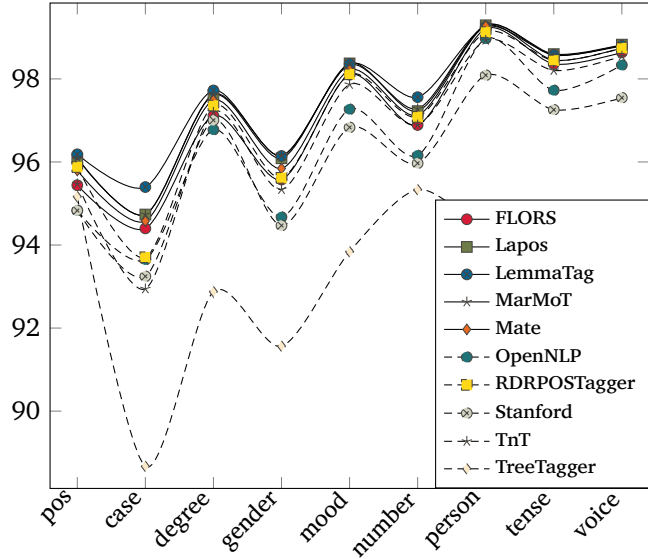 98
96
94
92
90
FLORS
Lapos
LemmaTag
MarMoT
Mate
OpenNLP
RDRPOSTagger
Stanford
TnT
TreeTagger
pos
case
degree
gender
mood
number
person
tense
voice